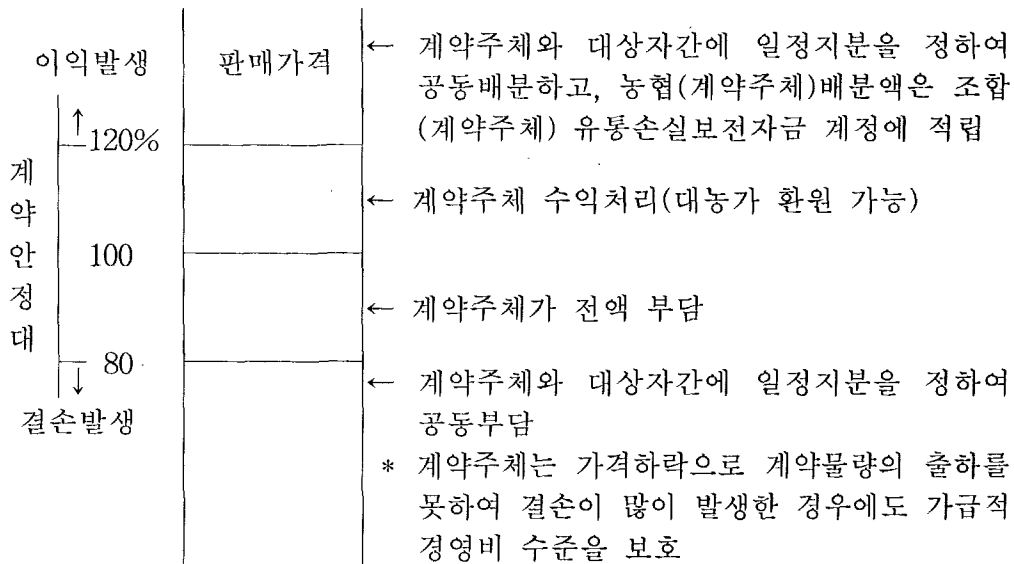 이익발생
판매가격
← 계약주체와 대상자간에 일정지분을 정하여
공동배분하고, 농협(계약주체)배분액은 조합
(계약주체) 유통손실보전자금 계정에 적립
↑
120%
계약안정대
← 계약주체 수익처리(대농가 환원 가능)
100
← 계약주체가 전액 부담
80
↓
← 계약주체와 대상자간에 일정지분을 정하여
공동부담
결손발생
* 계약주체는 가격하락으로 계약물량의 출하를
못하여 결손이 많이 발생한 경우에도 가급적
경영비 수준을 보호